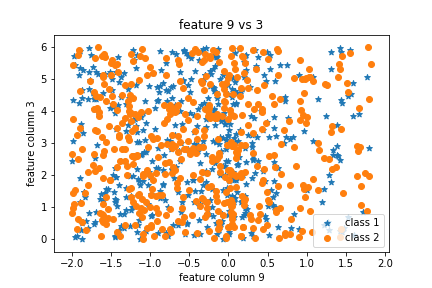 feature 9 vs 3
6
5
4
3
2
1
0
feature column 3
−2.0 −1.5 −1.0 −0.5 0.0 0.5 1.0 1.5 2.0
feature column 9
class 1
class 2